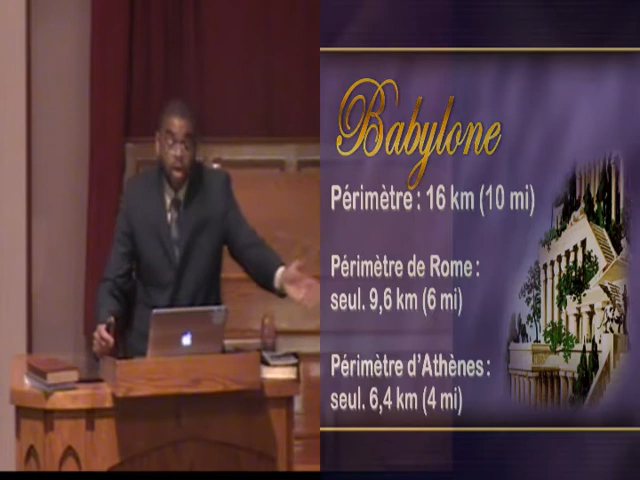 Babylone
Périmètre : 16 km (10 mi)
Périmètre de Rome :
seul. 9,6 km (6 mi)
Périmètre d’Athènes :
seul. 6,4 km (4 mi)